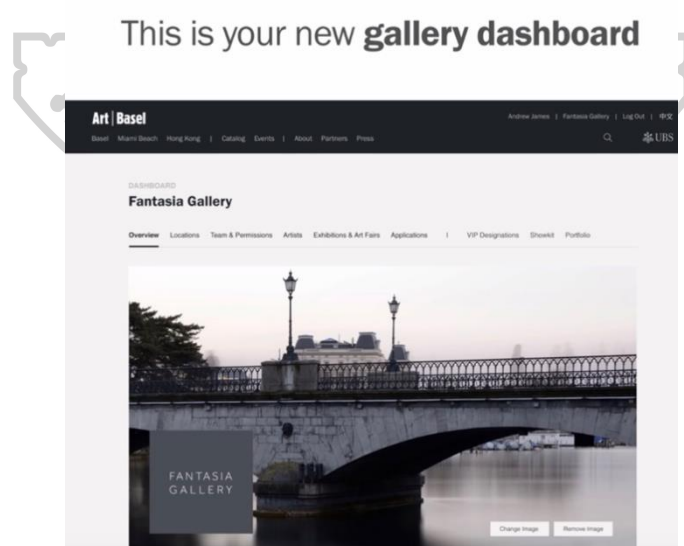 This is your new gallery dashboard
Art | Basel
Andrew James | Fantasia Gallery | Log Out | 中文
Basel Miami Beach Hong Kong | Catalog Events | About Partners Press
UBS
DASHBOARD
Fantasia Gallery
Overview Locations Team & Permissions Artists Exhibitions & Art Fairs Applications | VIP Designations Showkit Portfolio
FANTASIA
GALLERY
Change Image Remove Image